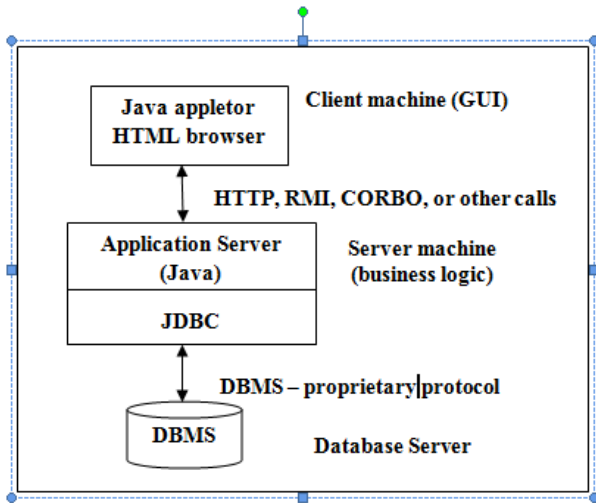 Java appletor
HTML browser
Client machine (GUI)
HTTP, RMI, CORBO, or other calls
Application Server
(Java)
Server machine
(business logic)
JDBC
DBMS – proprietary protocol
DBMS
Database Server